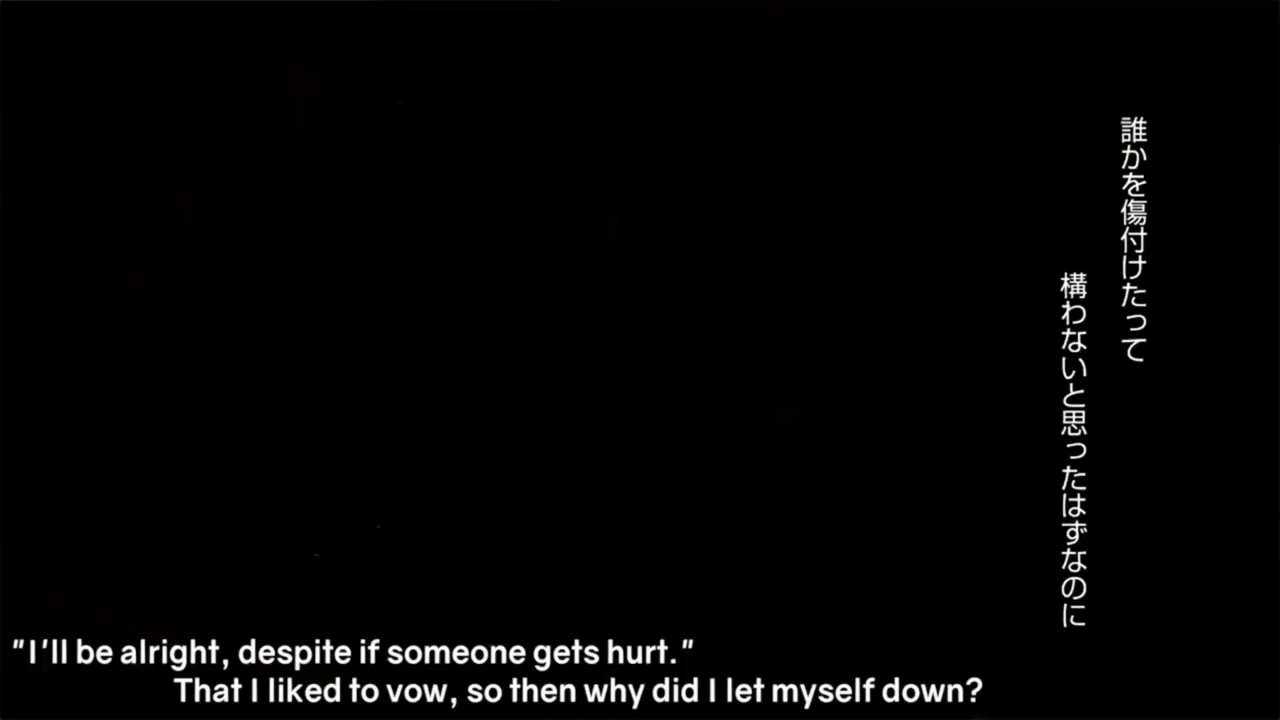 誰かを傷付けたって
構わないと思ったはずなのに
"I'll be alright, despite if someone gets hurt."
That I liked to vow, so then why did I let myself down?